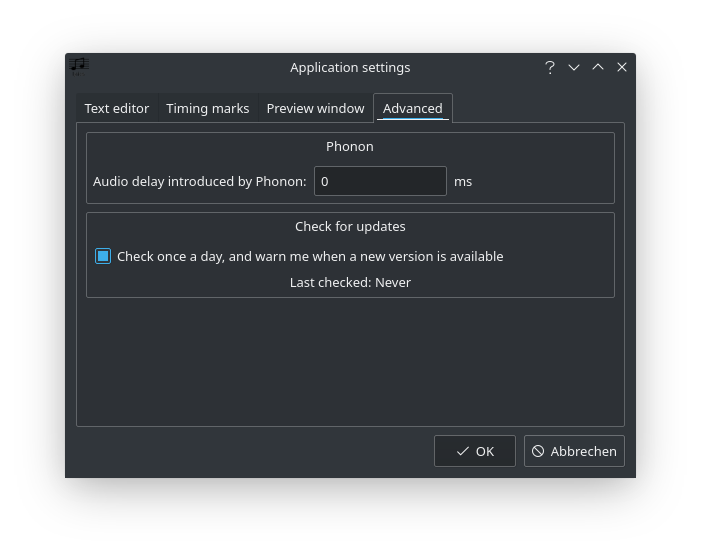 Application settings
Text editor Timing marks Preview window Advanced
Phonon
Audio delay introduced by Phonon: 0 ms
Check for updates
Check once a day, and warn me when a new version is available
Last checked: Never
OK Abbrechen